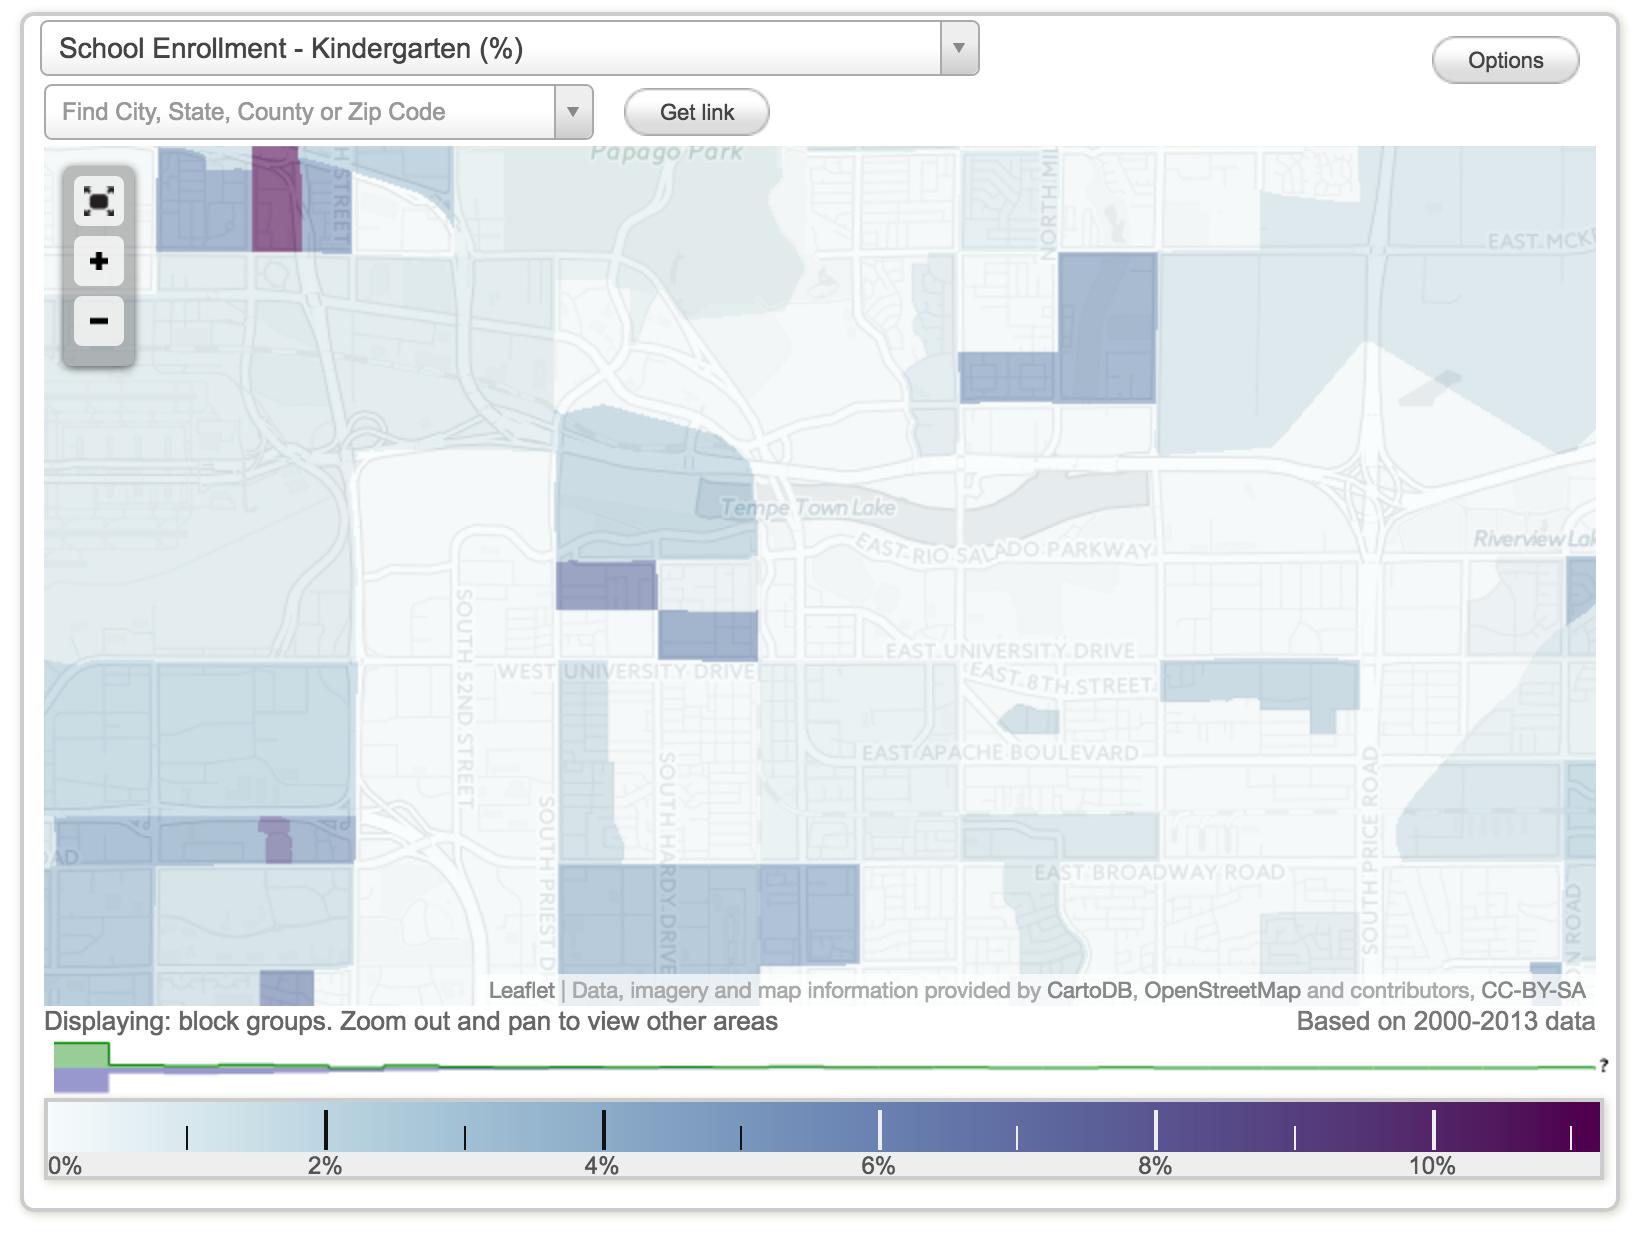 School Enrollment - Kindergarten (%)
Options
Find City, State, County or Zip Code
Get link
Papago Park
H STREET
NORTH MIL
EAST MCK
+
−
Tempe Town Lake
EAST RIO SALADO PARKWAY
Riverview Lak
SOUTH 52ND STREET
EAST UNIVERSITY DRIVE
WEST UNIVERSITY DRIVE
EAST 8TH STREET
EAST APACHE BOULEVARD
SOUTH HARDY DRIVE
SOUTH PRICE ROAD
SOUTH PRIEST D
OAD
EAST BROADWAY ROAD
ON ROAD
Leaflet | Data, imagery and map information provided by CartoDB, OpenStreetMap and contributors, CC-BY-SA
Displaying: block groups. Zoom out and pan to view other areas
Based on 2000-2013 data
?
0% 2% 4% 6% 8% 10%